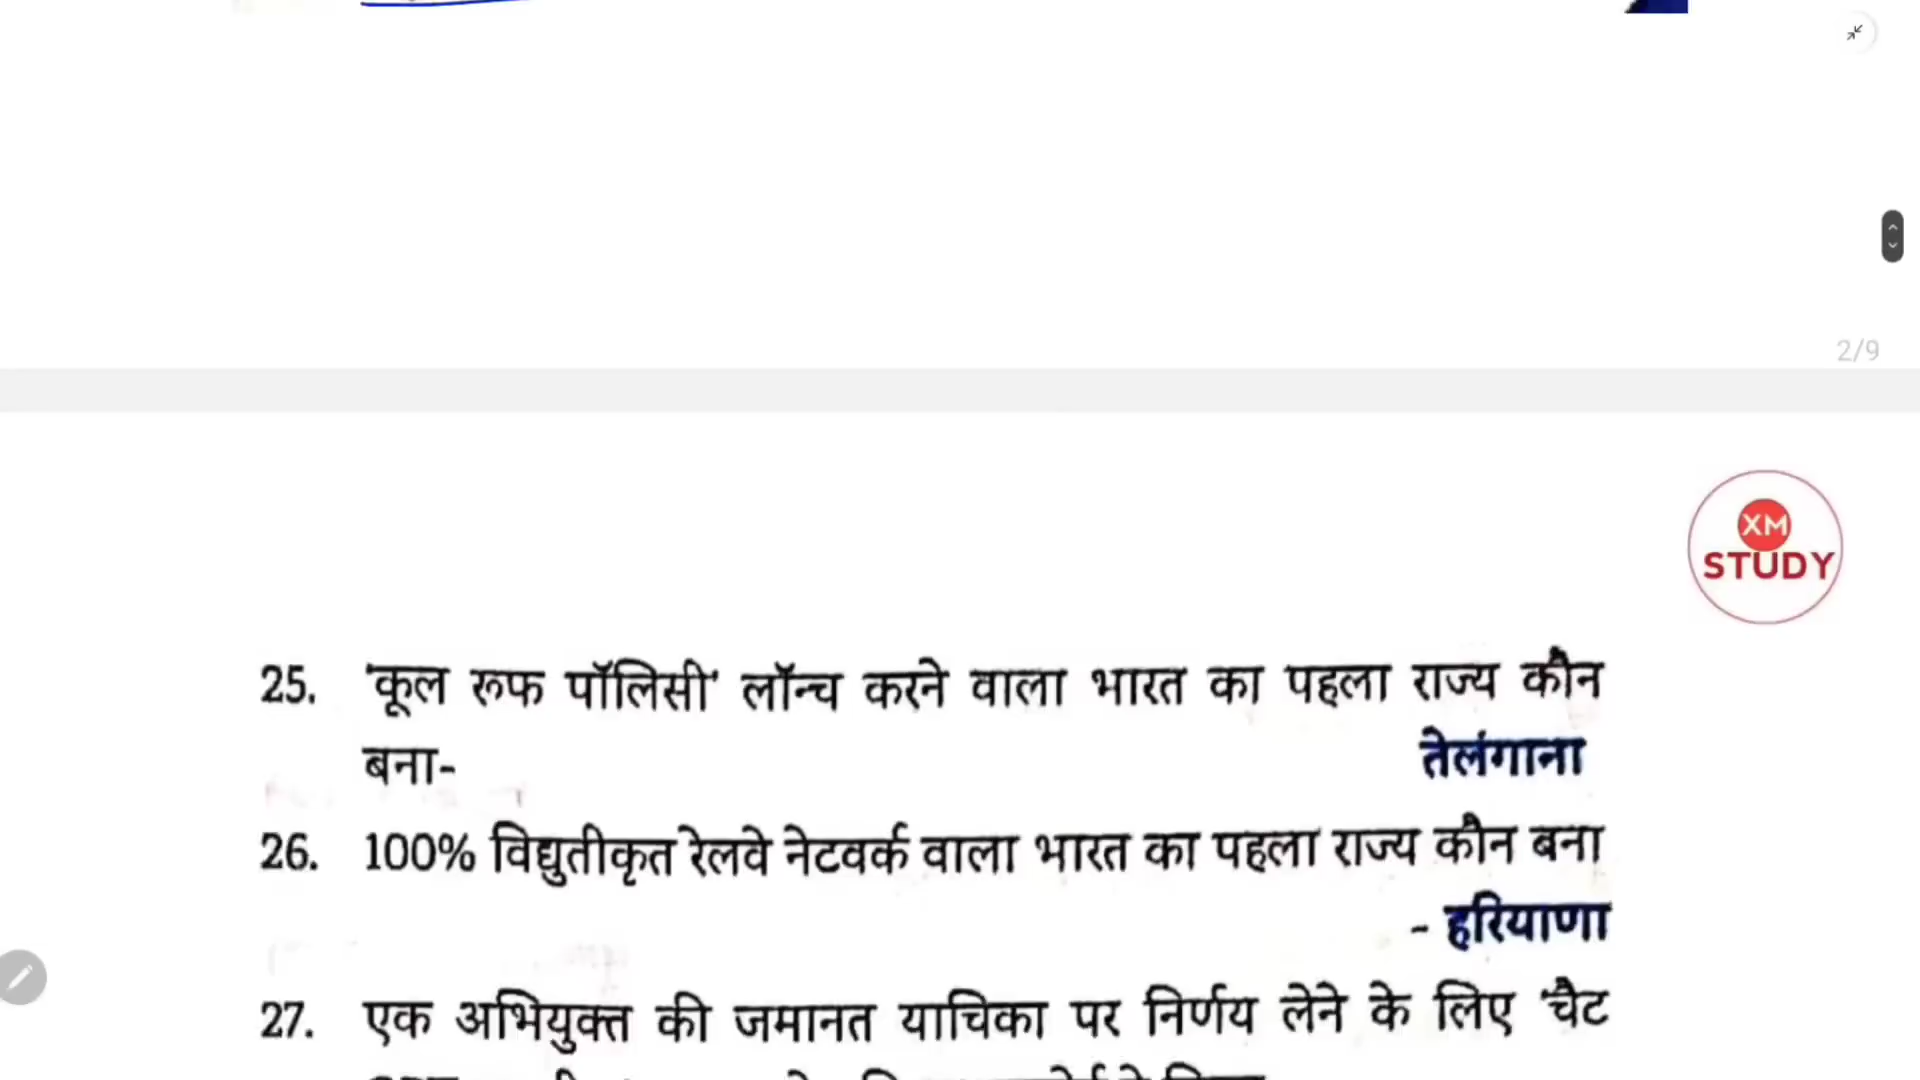 2/9
XM
STUDY
25. 'कूल रुफ पॉलिसी' लॉन्च करने वाला भारत का पहला राज्य कौन
बना- तेलंगाना
26. 100% विद्युतीकृत रेलवे नेटवर्क वाला भारत का पहला राज्य कौन बना
- हरियाणा
27. एक अभियुक्त की जमानत याचिका पर निर्णय लेने के लिए 'चैट